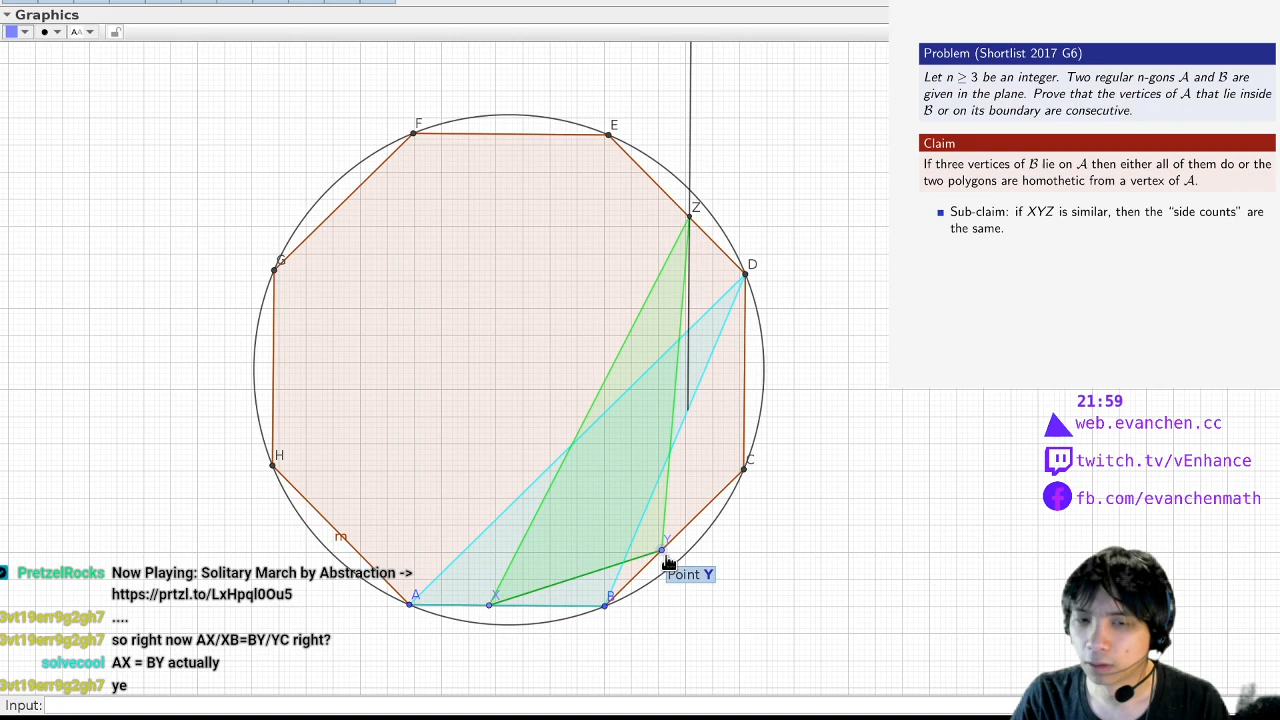 Graphics
Problem (Shortlist 2017 G6)
Let n ≥ 3 be an integer. Two regular n-gons 𝒜 and ℬ are
given in the plane. Prove that the vertices of 𝒜 that lie inside
ℬ or on its boundary are consecutive.
Claim
If three vertices of ℬ lie on 𝒜 then either all of them do or the
two polygons are homothetic from a vertex of 𝒜.
Sub-claim: if XYZ is similar, then the “side counts” are
the same.
F
E
Z
G
D
H
C
m
Y
Point Y
A
X
B
21:59
web.evanchen.cc
twitch.tv/vEnhance
fb.com/evanchenmath
PretzelRocks Now Playing: Solitary March by Abstraction ->
https://prtzl.to/LxHpql0Ou5
3vt19err9g2gh7 ....
3vt19err9g2gh7 so right now AX/XB=BY/YC right?
solvecool AX = BY actually
3vt19err9g2gh7 ye
Input: